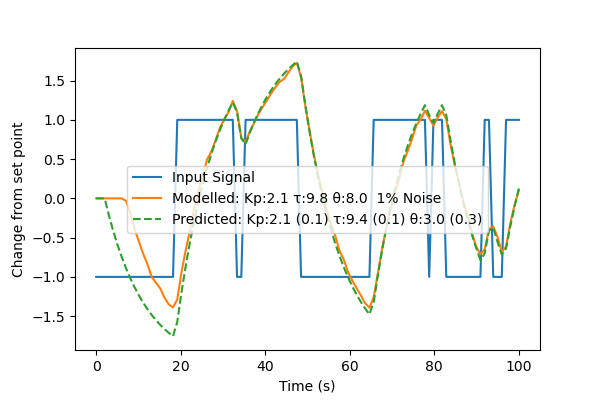 1.5
1.0
0.5
0.0
−0.5
−1.0
−1.5
Change from set point
Input Signal
Modelled: Kp:2.1 τ:9.8 θ:8.0  1% Noise
Predicted: Kp:2.1 (0.1) τ:9.4 (0.1) θ:3.0 (0.3)
0 20 40 60 80 100
Time (s)